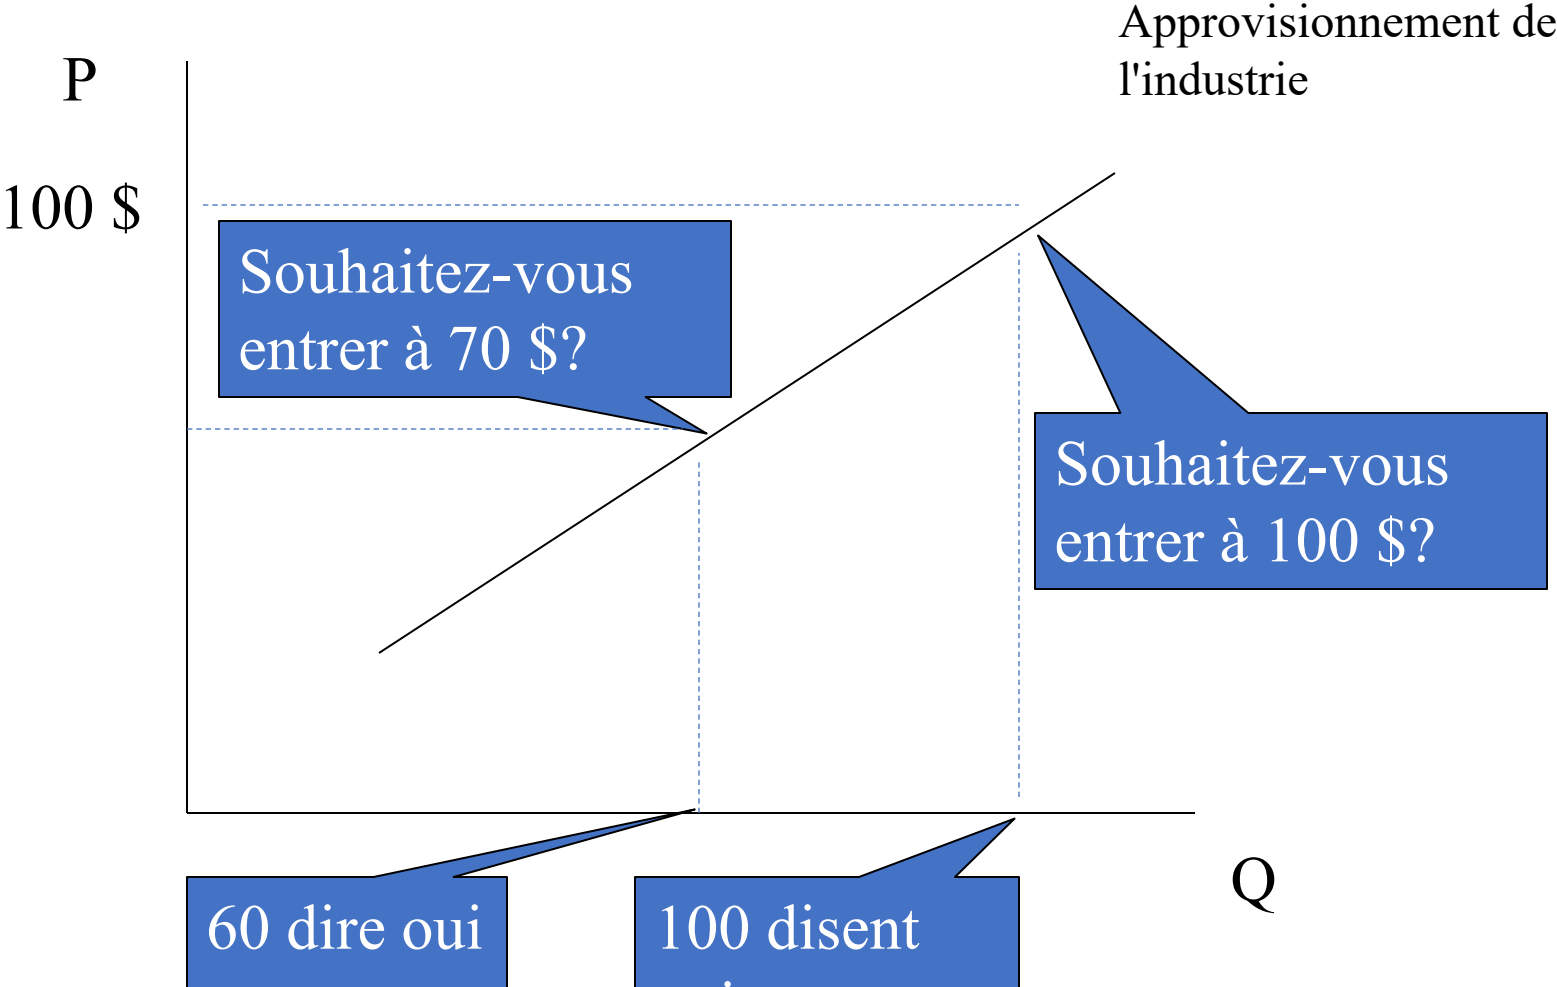 Approvisionnement de
l'industrie
P
100 $
Souhaitez-vous
entrer à 70 $?
Souhaitez-vous
entrer à 100 $?
Q
60 dire oui
100 disent